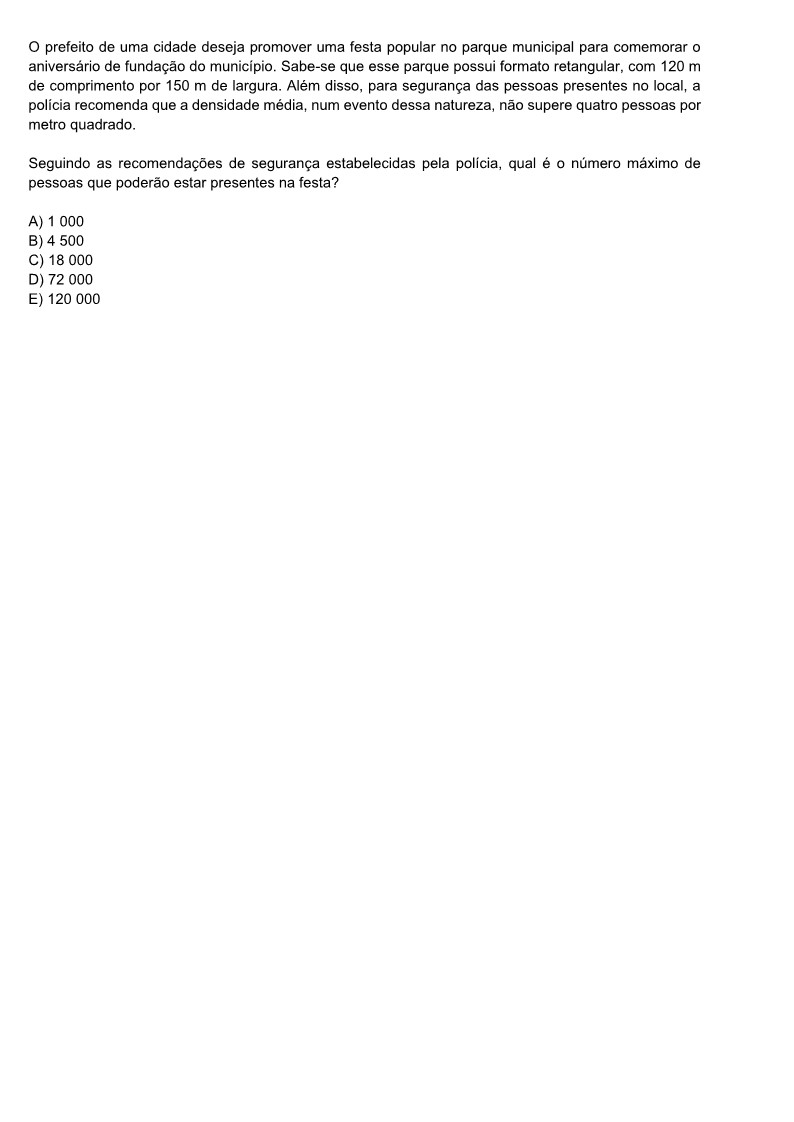 O prefeito de uma cidade deseja promover uma festa popular no parque municipal para comemorar o
aniversário de fundação do município. Sabe-se que esse parque possui formato retangular, com 120 m
de comprimento por 150 m de largura. Além disso, para segurança das pessoas presentes no local, a
polícia recomenda que a densidade média, num evento dessa natureza, não supere quatro pessoas por
metro quadrado.
Seguindo as recomendações de segurança estabelecidas pela polícia, qual é o número máximo de
pessoas que poderão estar presentes na festa?
A) 1 000
B) 4 500
C) 18 000
D) 72 000
E) 120 000